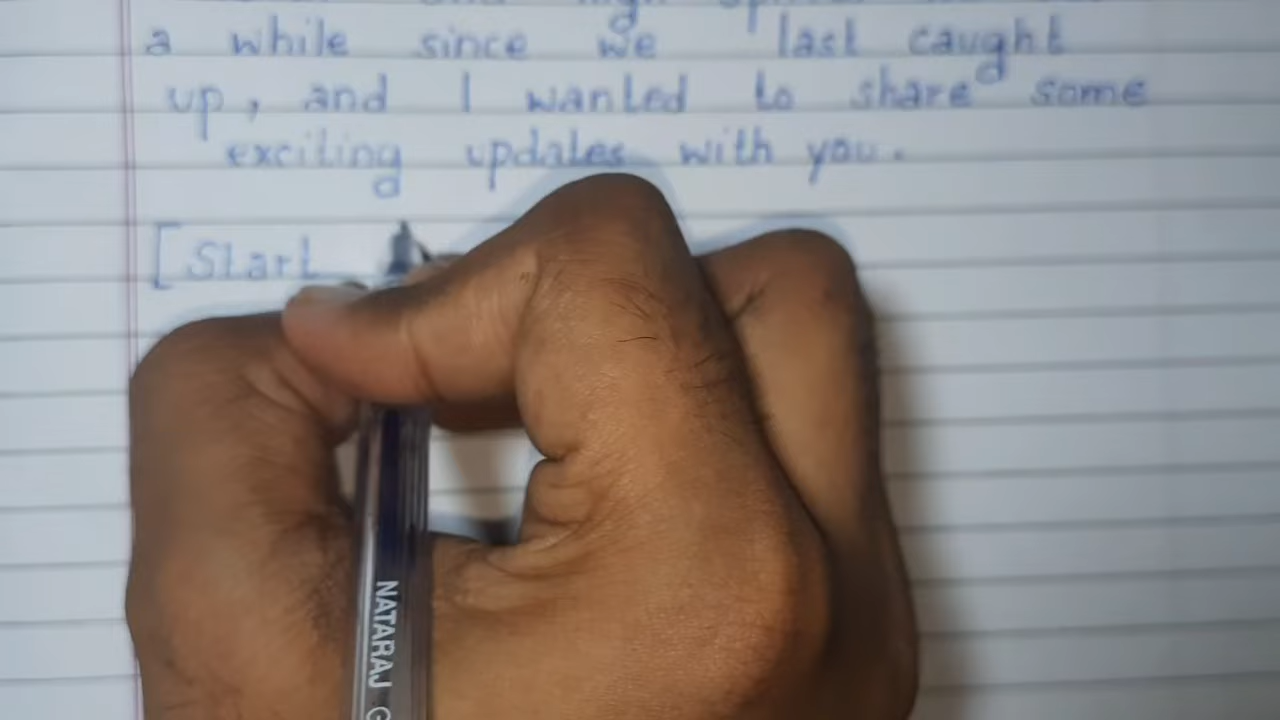 a while since we last caught
up, and I wanted to share some
exciting updates with you.
[Start
NATARAJ G